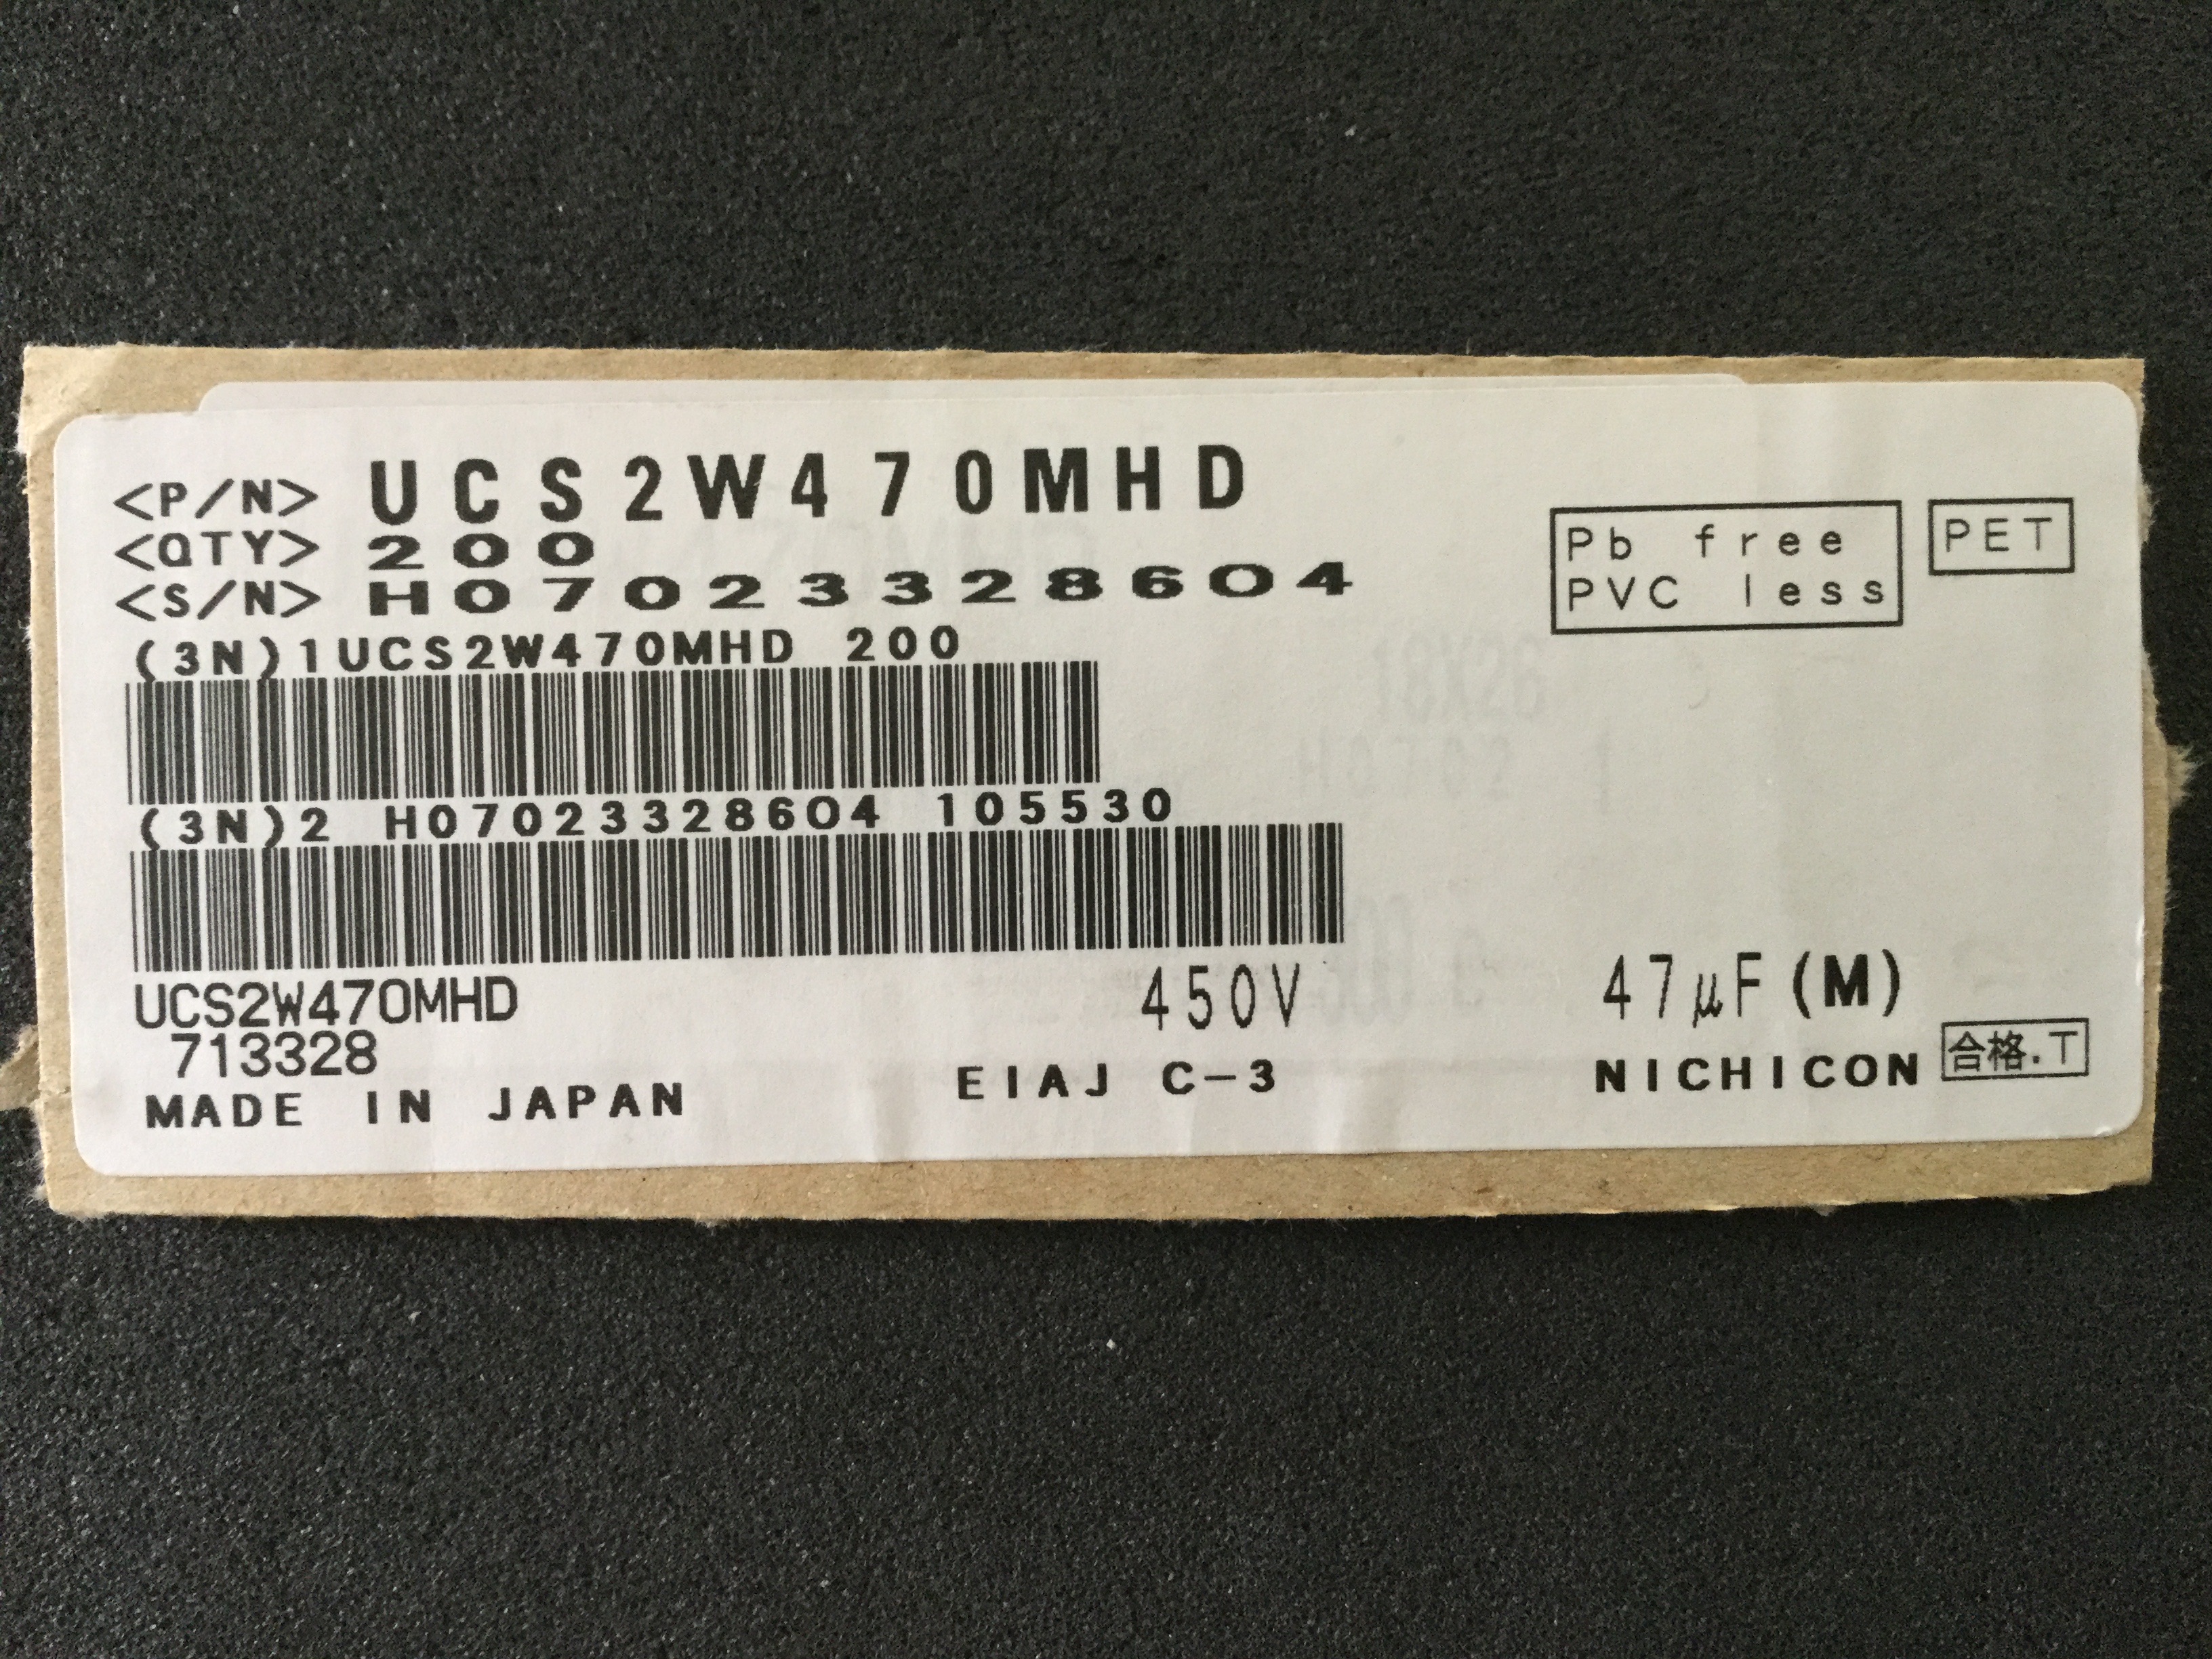 <P/N> UCS2W470MHD
<QTY> 200
<S/N> H07023328604
Pb free
PVC less
PET
(3N)1UCS2W470MHD 200
(3N)2 H07023328604 105530
UCS2W470MHD 450V 47μF(M)
713328
MADE IN JAPAN EIAJ C-3 NICHICON 合格.T